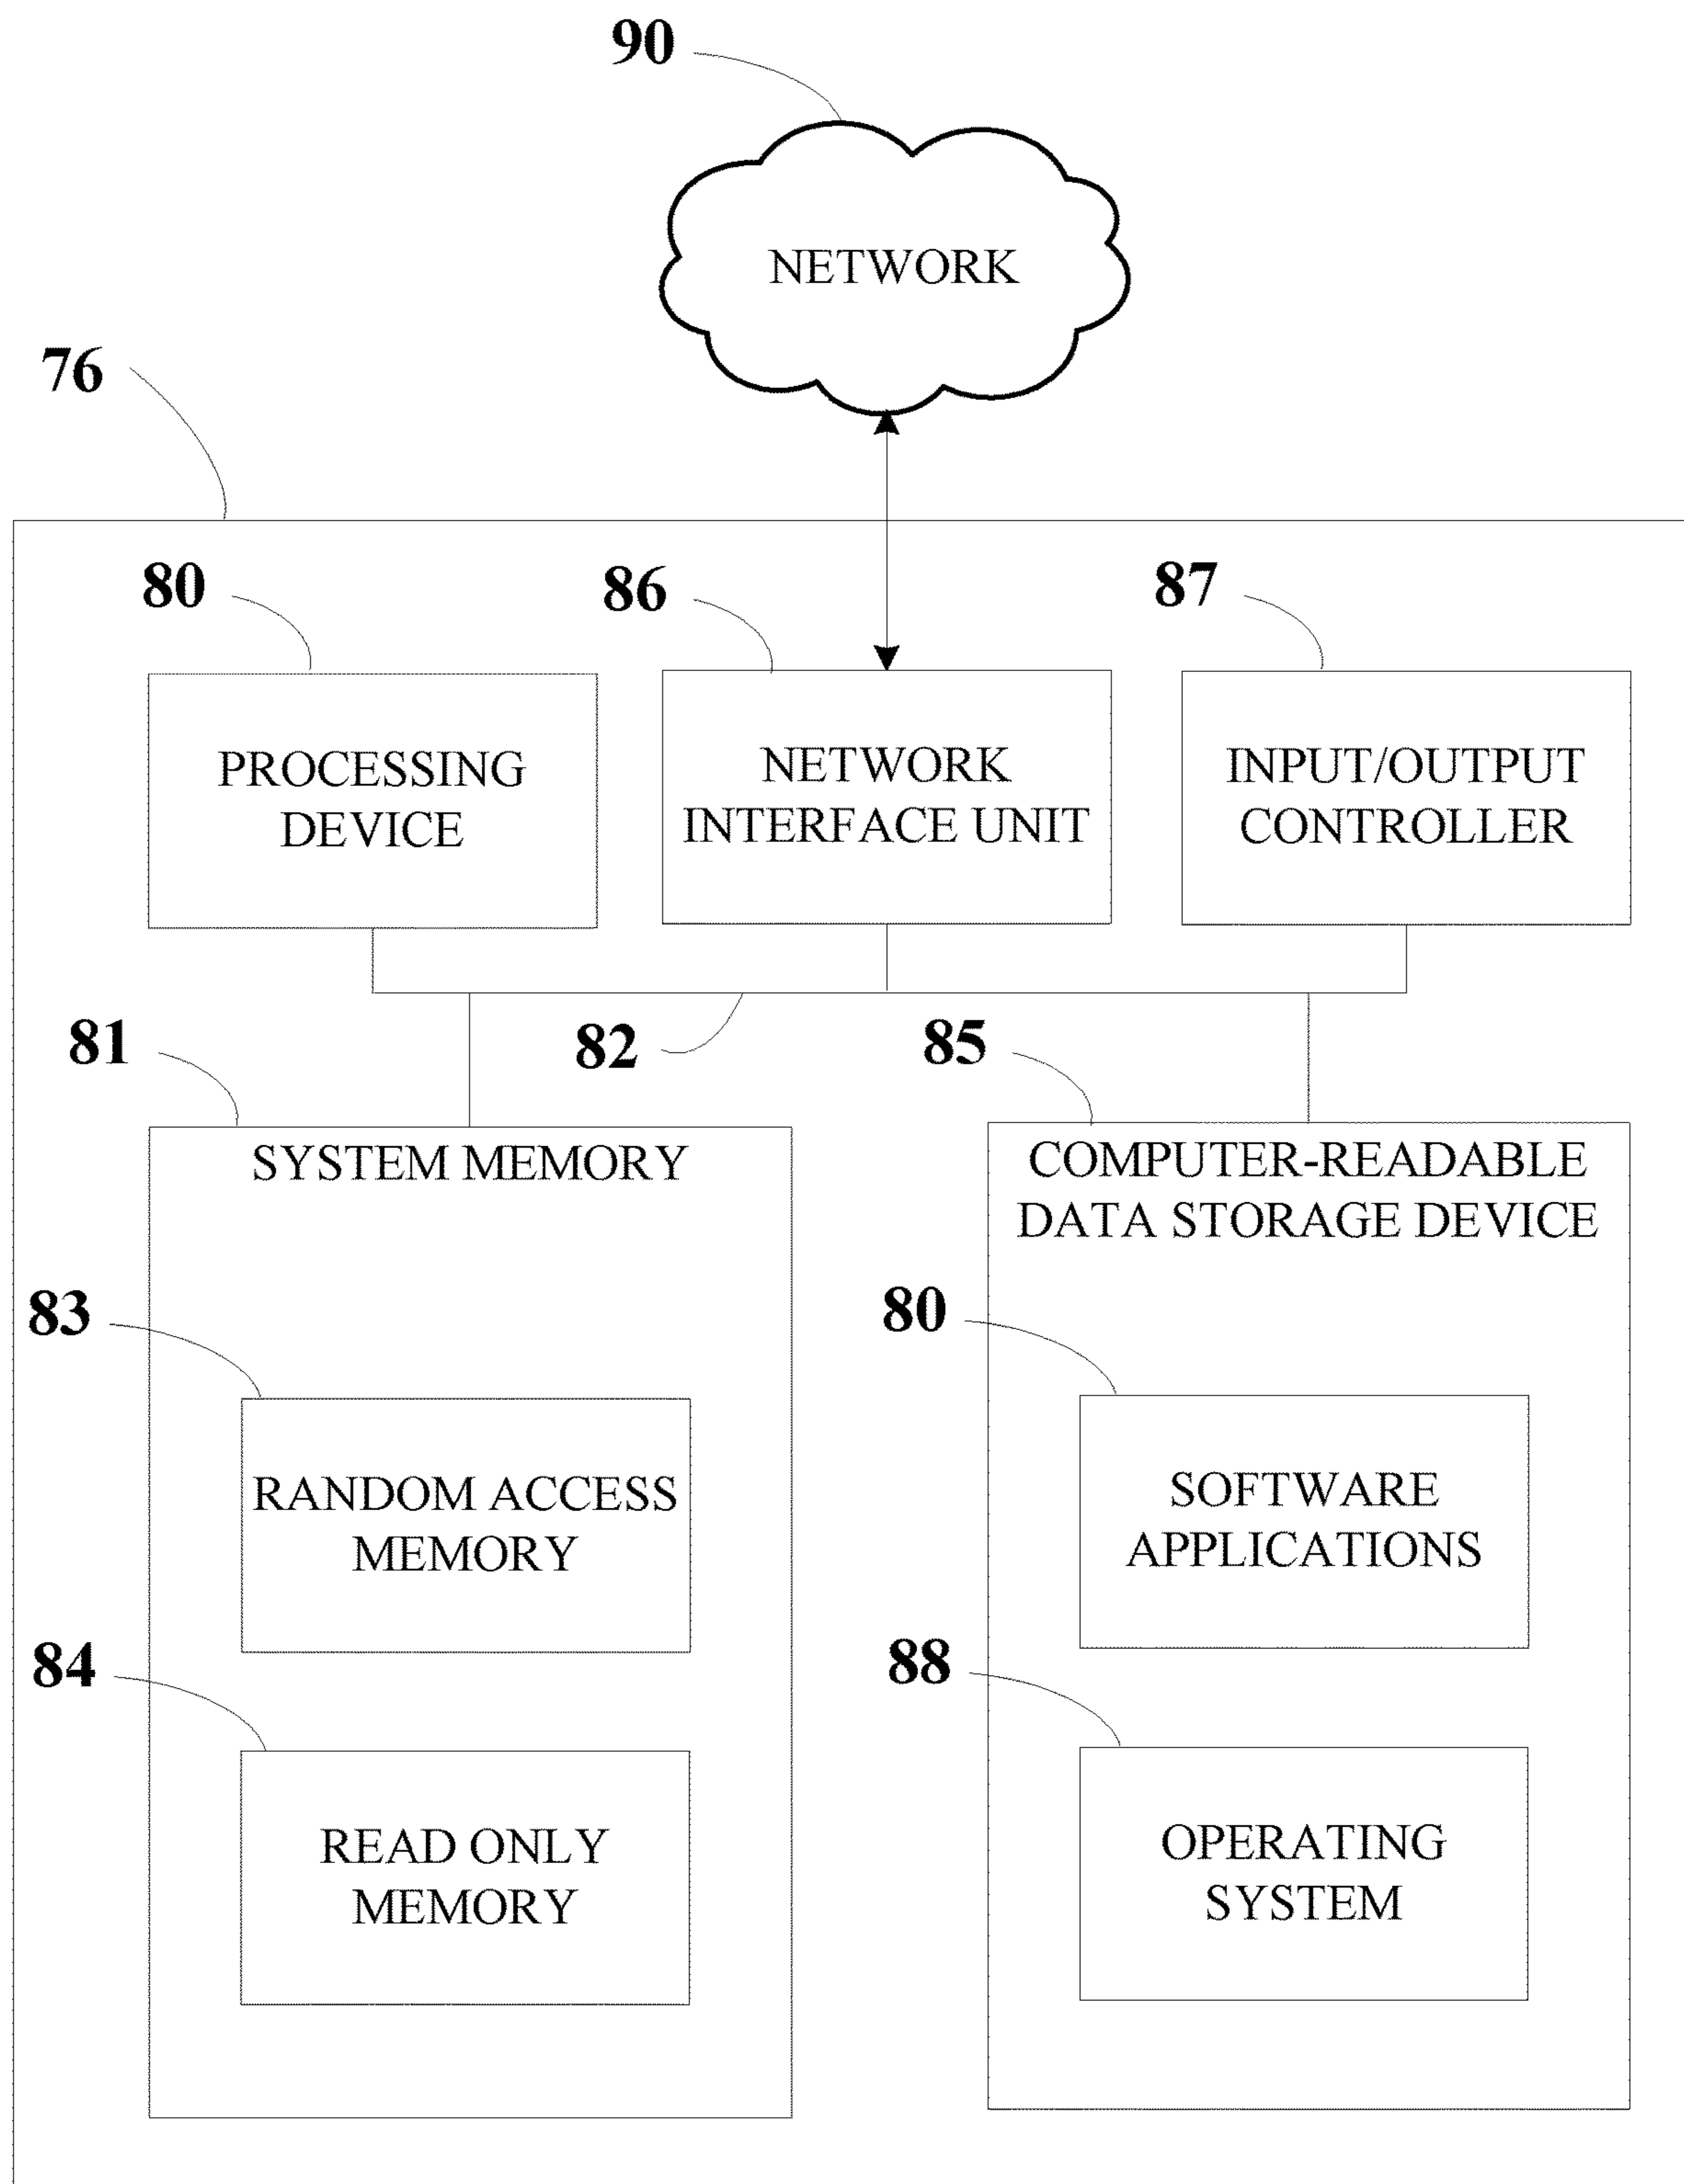 90
NETWORK
76
80
86
87
PROCESSING
DEVICE
NETWORK
INTERFACE UNIT
INPUT/OUTPUT
CONTROLLER
81
82
85
SYSTEM MEMORY
COMPUTER-READABLE
DATA STORAGE DEVICE
83
80
RANDOM ACCESS
MEMORY
SOFTWARE
APPLICATIONS
84
88
READ ONLY
MEMORY
OPERATING
SYSTEM